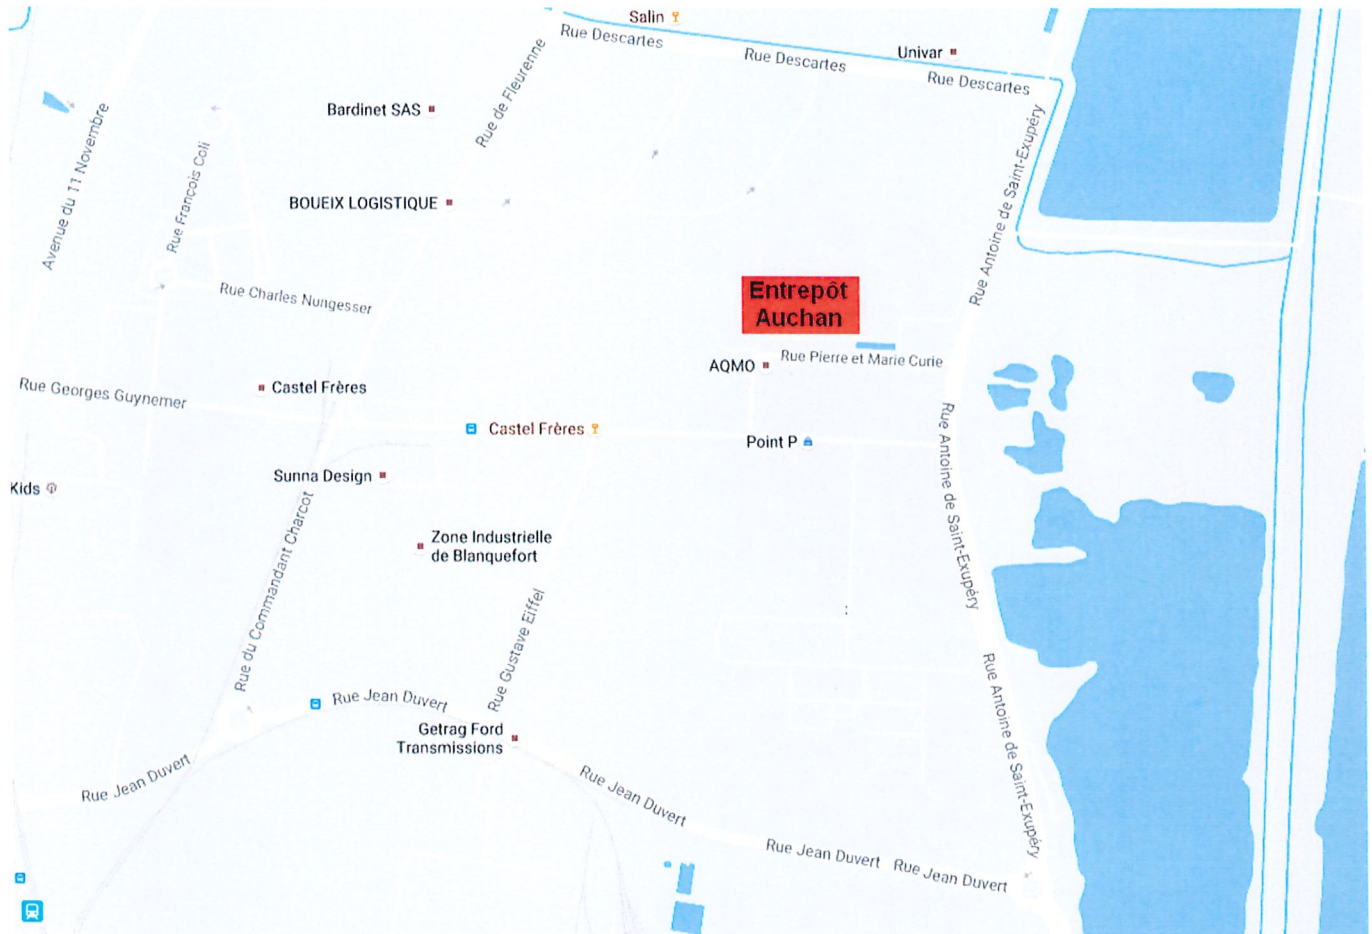 Salin
Rue Descartes
Rue Descartes
Univar
Rue Descartes
Rue de Fleurenne
Bardinet SAS
Avenue du 11 Novembre
Rue François Coli
BOUEIX LOGISTIQUE
Rue Antoine de Saint-Exupéry
Rue Charles Nungesser
Entrepôt
Auchan
AQMO
Rue Pierre et Marie Curie
Rue Georges Guynemer
Castel Frères
Castel Frères
Point P
Rue Antoine de Saint-Exupéry
Sunna Design
Kids
Rue du Commandant Charcot
Zone Industrielle
de Blanquefort
Rue Gustave Eiffel
Rue Jean Duvert
Rue Antoine de Saint-Exupéry
Getrag Ford
Transmissions
Rue Jean Duvert
Rue Jean Duvert
Rue Jean Duvert
Rue Jean Duvert